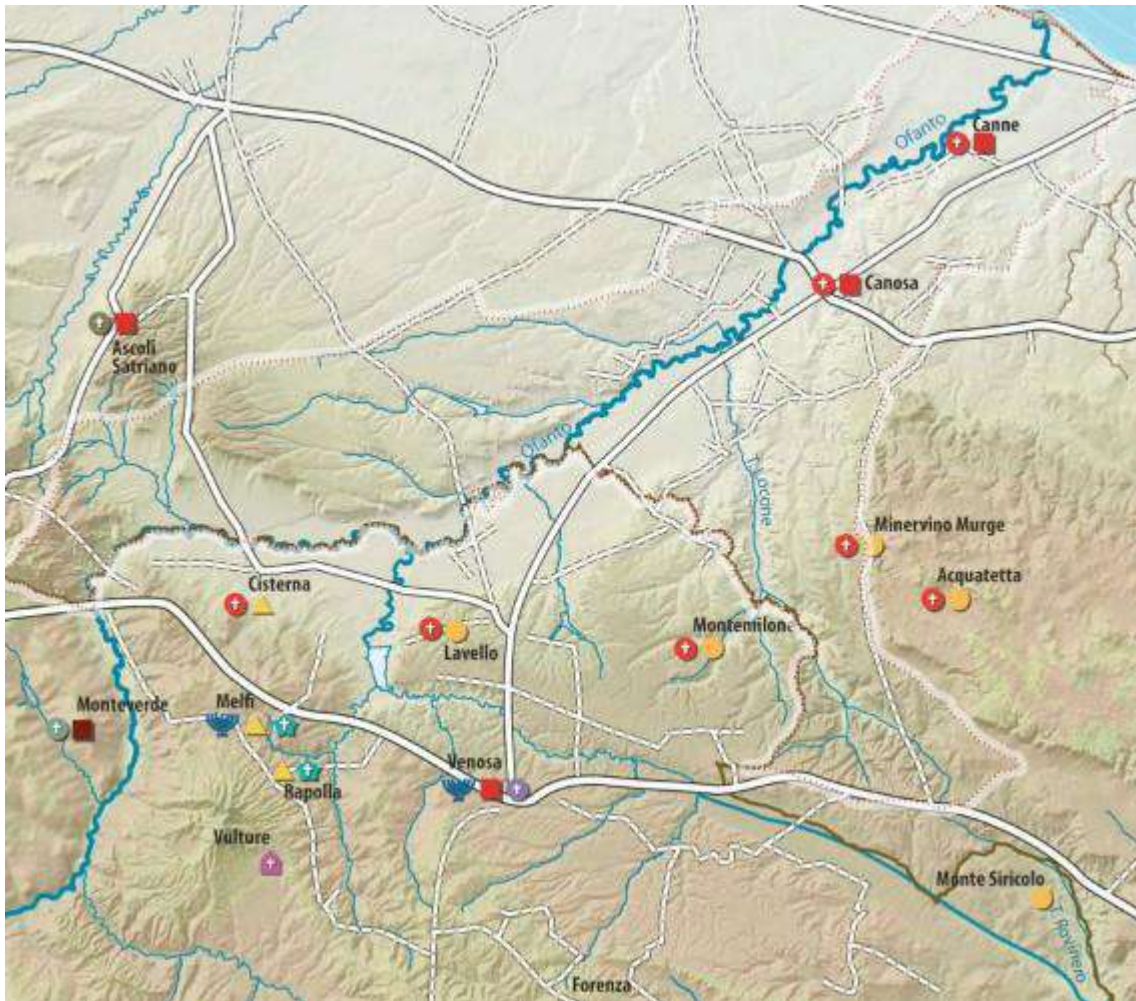 Ofanto
Canne
Canosa
Ascoli
Satriano
Ofanto
T. Locone
Minervino Murge
Acquatetta
Cisterna
Montemilone
Lavello
Monteverde
Melfi
Venosa
Rapolla
Vulture
Monte Siricolo
Forenza